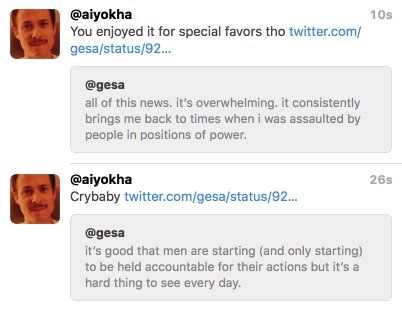 @aiyokha 10s
You enjoyed it for special favors tho twitter.com/
gesa/status/92...
@gesa
all of this news. it's overwhelming. it consistently
brings me back to times when i was assaulted by
people in positions of power.
@aiyokha 26s
Crybaby twitter.com/gesa/status/92...
@gesa
it's good that men are starting (and only starting)
to be held accountable for their actions but it's a
hard thing to see every day.